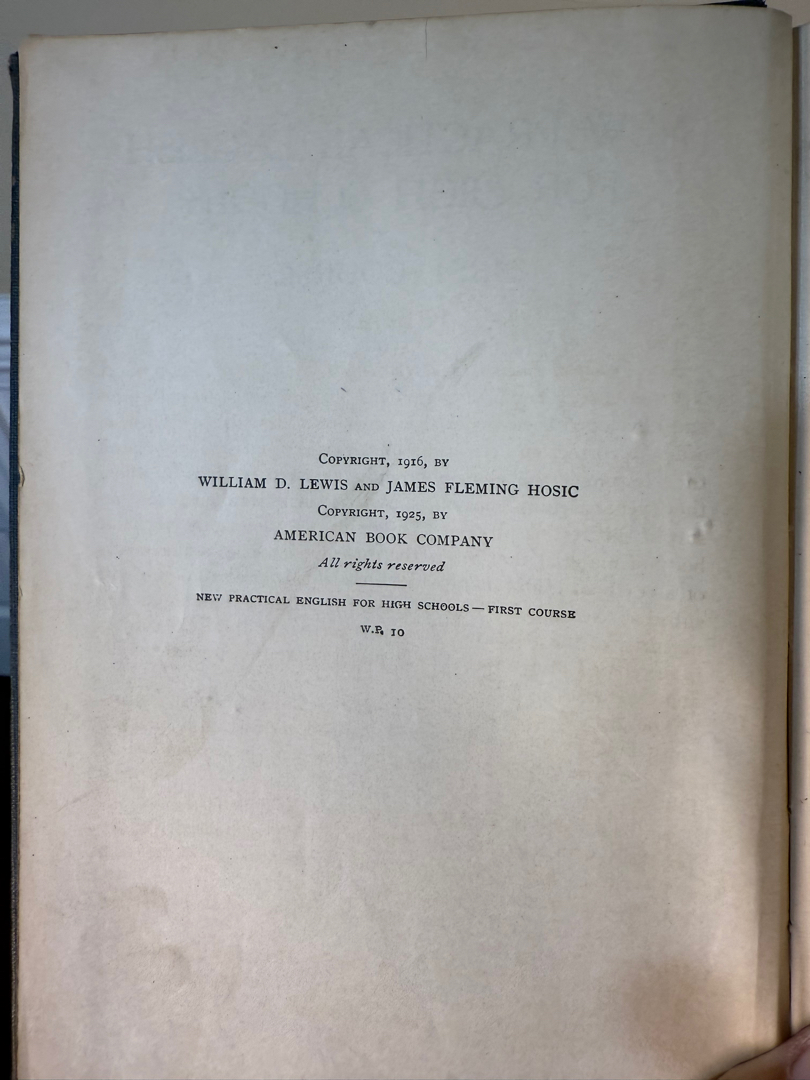 COPYRIGHT, 1916, BY
WILLIAM D. LEWIS AND JAMES FLEMING HOSIC
COPYRIGHT, 1925, BY
AMERICAN BOOK COMPANY
All rights reserved
NEW PRACTICAL ENGLISH FOR HIGH SCHOOLS — FIRST COURSE
W.P. 10